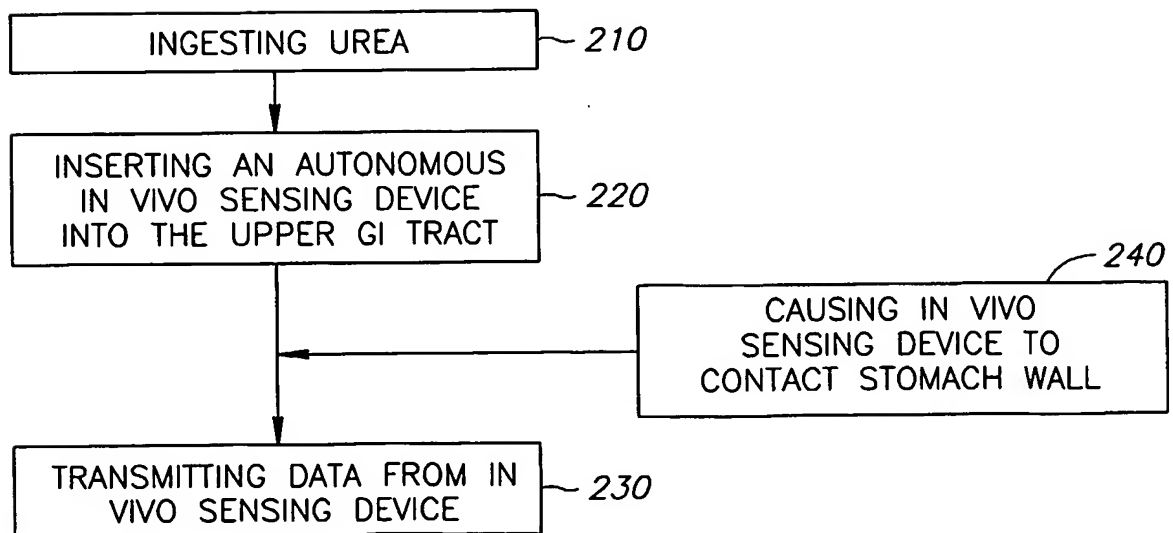 INGESTING UREA
210
INSERTING AN AUTONOMOUS
IN VIVO SENSING DEVICE
INTO THE UPPER GI TRACT
220
240
CAUSING IN VIVO
SENSING DEVICE TO
CONTACT STOMACH WALL
TRANSMITTING DATA FROM IN
VIVO SENSING DEVICE
230